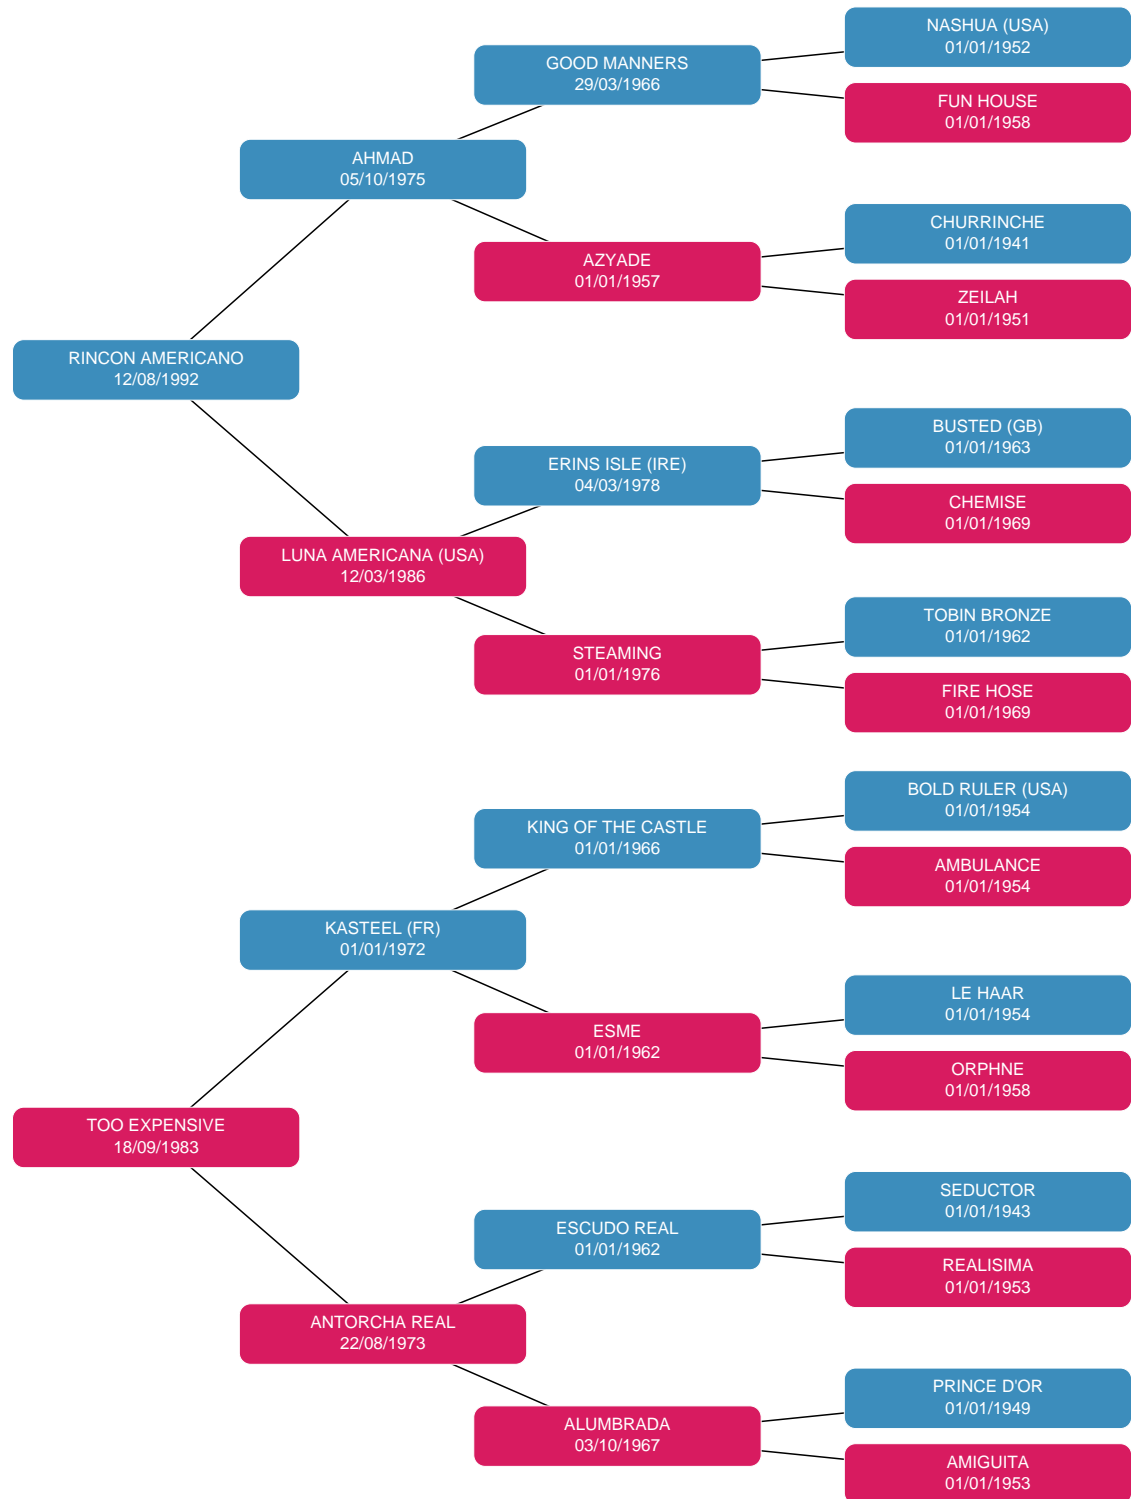 NASHUA (USA)
01/01/1952
GOOD MANNERS
29/03/1966
FUN HOUSE
01/01/1958
AHMAD
05/10/1975
CHURRINCHE
01/01/1941
AZYADE
01/01/1957
ZEILAH
01/01/1951
RINCON AMERICANO
12/08/1992
BUSTED (GB)
01/01/1963
ERINS ISLE (IRE)
04/03/1978
CHEMISE
01/01/1969
LUNA AMERICANA (USA)
12/03/1986
TOBIN BRONZE
01/01/1962
STEAMING
01/01/1976
FIRE HOSE
01/01/1969
BOLD RULER (USA)
01/01/1954
KING OF THE CASTLE
01/01/1966
AMBULANCE
01/01/1954
KASTEEL (FR)
01/01/1972
LE HAAR
01/01/1954
ESME
01/01/1962
ORPHNE
01/01/1958
TOO EXPENSIVE
18/09/1983
SEDUCTOR
01/01/1943
ESCUDO REAL
01/01/1962
REALISIMA
01/01/1953
ANTORCHA REAL
22/08/1973
PRINCE D'OR
01/01/1949
ALUMBRADA
03/10/1967
AMIGUITA
01/01/1953